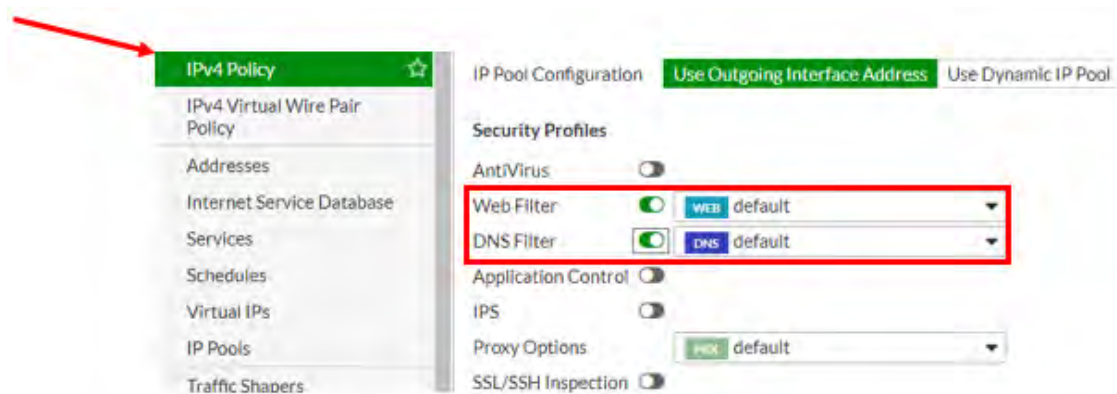 IPv4 Policy
IPv4 Virtual Wire Pair
Policy
Addresses
Internet Service Database
Services
Schedules
Virtual IPs
IP Pools
Traffic Shapers
IP Pool Configuration Use Outgoing Interface Address Use Dynamic IP Pool
Security Profiles
AntiVirus
Web Filter WEB default
DNS Filter DNS default
Application Control
IPS
Proxy Options default
SSL/SSH Inspection